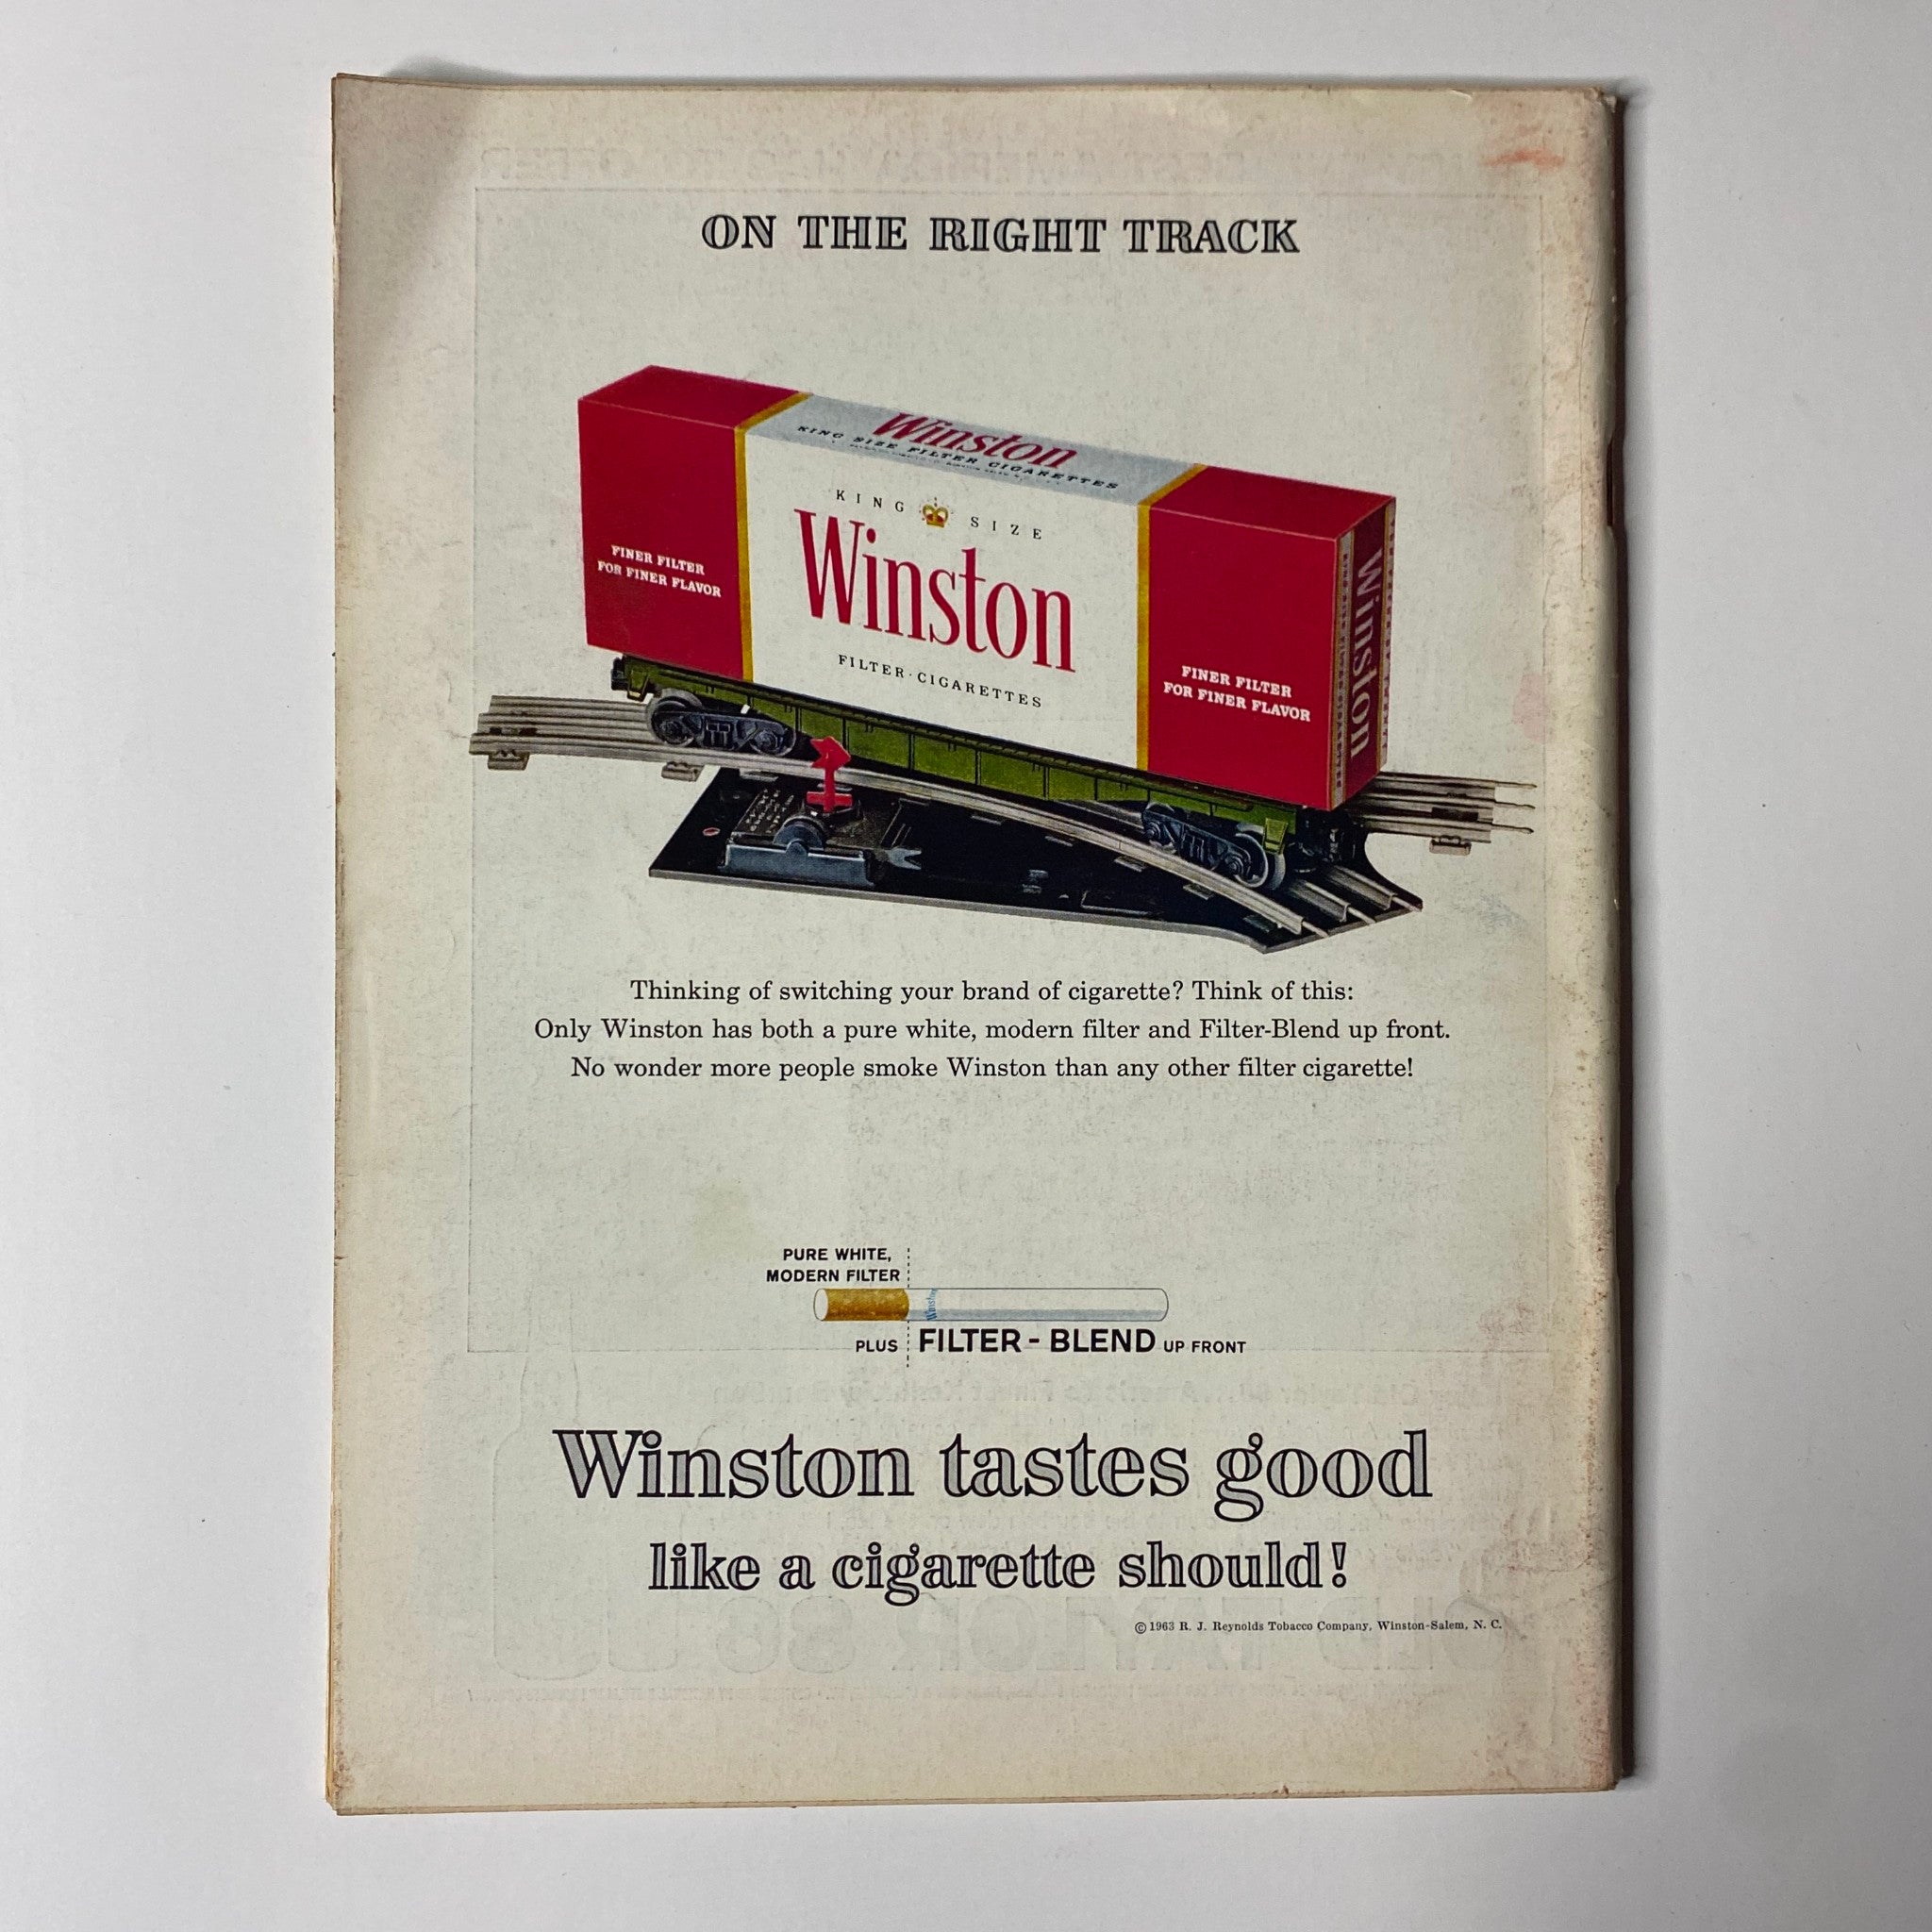 ON THE RIGHT TRACK
Winston
KING SIZE FILTER CIGARETTES
KING SIZE
Winston
FILTER·CIGARETTES
FINER FILTER
FOR FINER FLAVOR
FINER FILTER
FOR FINER FLAVOR
Winston
Thinking of switching your brand of cigarette? Think of this:
Only Winston has both a pure white, modern filter and Filter-Blend up front.
No wonder more people smoke Winston than any other filter cigarette!
PURE WHITE,
MODERN FILTER
Winston
PLUS FILTER-BLEND UP FRONT
Winston tastes good
like a cigarette should!
© 1963 R. J. Reynolds Tobacco Company, Winston-Salem, N. C.